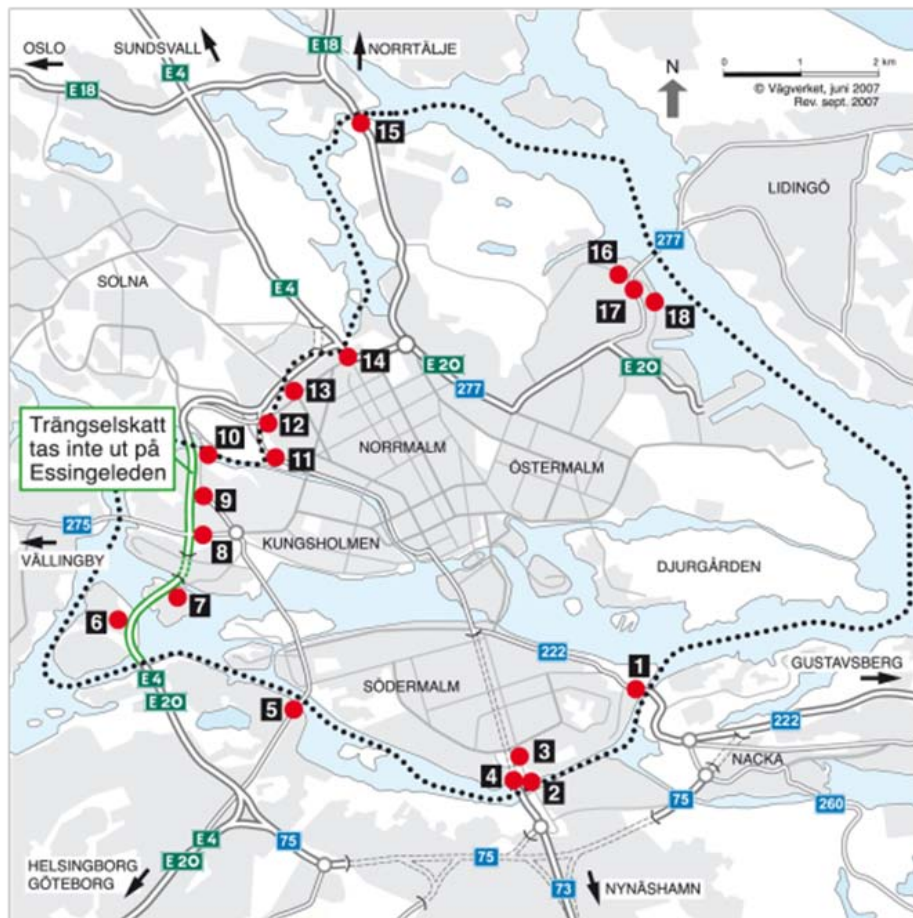 OSLO
SUNDSVALL
E4
E18
NORRTÄLJE
N
0 1 2 km
© Vägverket, juni 2007
Rev. sept. 2007
E18
15
LIDINGÖ
277
16
SOLNA
E4
17
18
14
E20
E20
13
277
Trängselskatt
tas inte ut på
Essingeleden
10
12
NORRMALM
11
ÖSTERMALM
9
275
8
KUNGSHOLMEN
VÄLLINGBY
DJURGÅRDEN
7
6
222
1
GUSTAVSBERG
E4
E20
SÖDERMALM
5
222
3
NACKA
4
2
75
260
E4
75
E20
75
HELSINGBORG
GÖTEBORG
73
NYNÄSHAMN